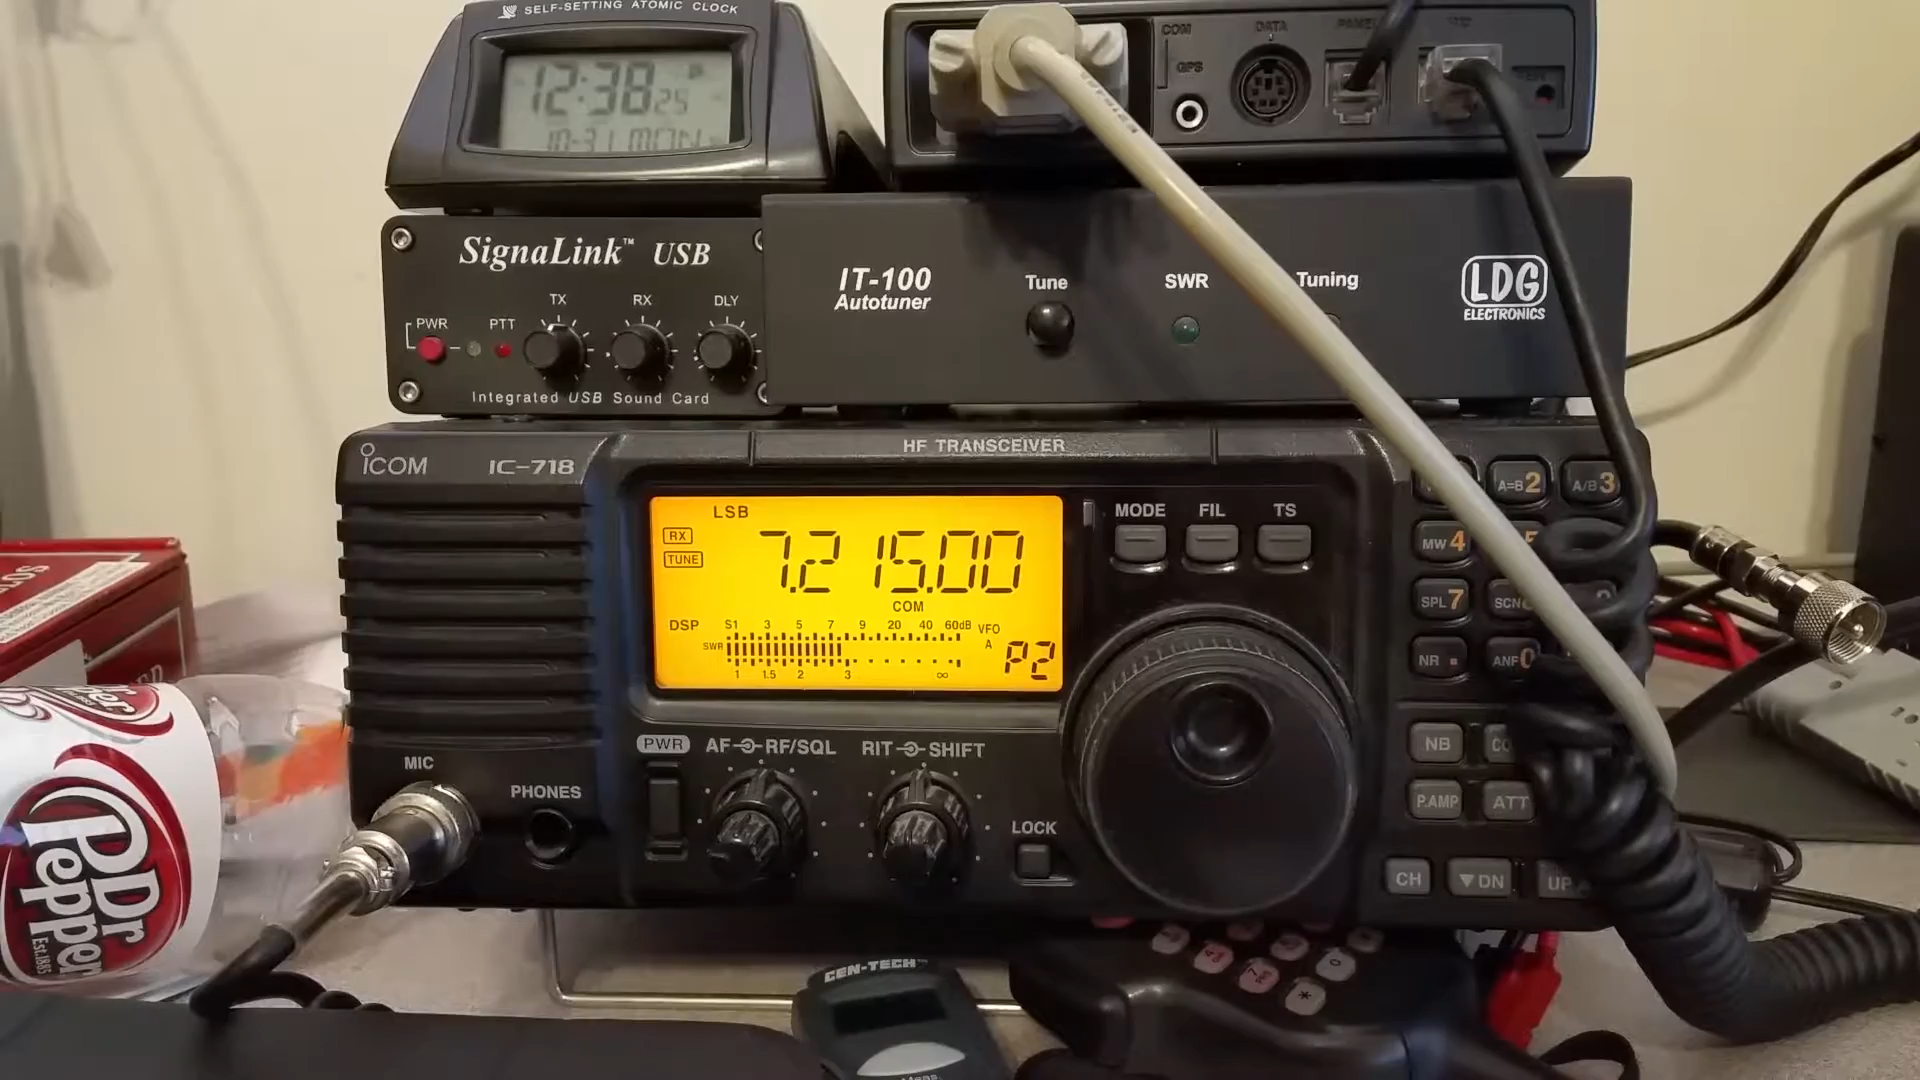 SELF-SETTING ATOMIC CLOCK
12:38 25
10-31 MON
COM
DATA
GPS
SignaLink™ USB
TX
RX
DLY
PWR
PTT
Integrated USB Sound Card
IT-100
Autotuner
Tune
SWR
Tuning
LDG
ELECTRONICS
ICOM
IC-718
HF TRANSCEIVER
LSB
RX
TUNE
7.215.00
COM
DSP
S1 3 5 7 9 20 40 60dB
SWR
1 1.5 2 3 ∞
VFO
A
P2
MODE
FIL
TS
A=B 2
A/B 3
MW 4
SPL 7
SCN
NR .
ANF 0
NB
P.AMP
ATT
CH
▼DN
UP
PWR
AF
RF/SQL
RIT
SHIFT
LOCK
MIC
PHONES
Dr
Pepper
Est.1885
CEN-TECH™